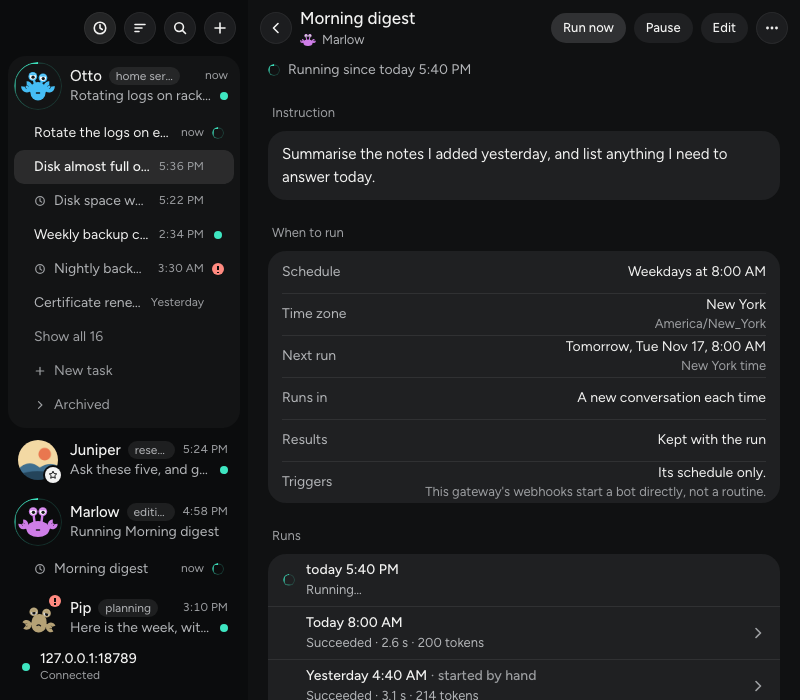 Otto home ser... now
Rotating logs on rack...
Rotate the logs on e... now
Disk almost full o... 5:36 PM
Disk space w... 5:22 PM
Weekly backup c... 2:34 PM
Nightly back... 3:30 AM
Certificate rene... Yesterday
Show all 16
New task
Archived
Juniper rese... 5:24 PM
Ask these five, and g...
Marlow editi... 4:58 PM
Running Morning digest
Morning digest now
Pip planning 3:10 PM
Here is the week, wit...
127.0.0.1:18789
Connected
Morning digest
Marlow
Run now
Pause
Edit
Running since today 5:40 PM
Instruction
Summarise the notes I added yesterday, and list anything I need to
answer today.
When to run
Schedule Weekdays at 8:00 AM
Time zone New York
America/New_York
Next run Tomorrow, Tue Nov 17, 8:00 AM
New York time
Runs in A new conversation each time
Results Kept with the run
Triggers Its schedule only.
This gateway's webhooks start a bot directly, not a routine.
Runs
today 5:40 PM
Running...
Today 8:00 AM
Succeeded · 2.6 s · 200 tokens
Yesterday 4:40 AM · started by hand
Succeeded · 3.1 s · 214 tokens